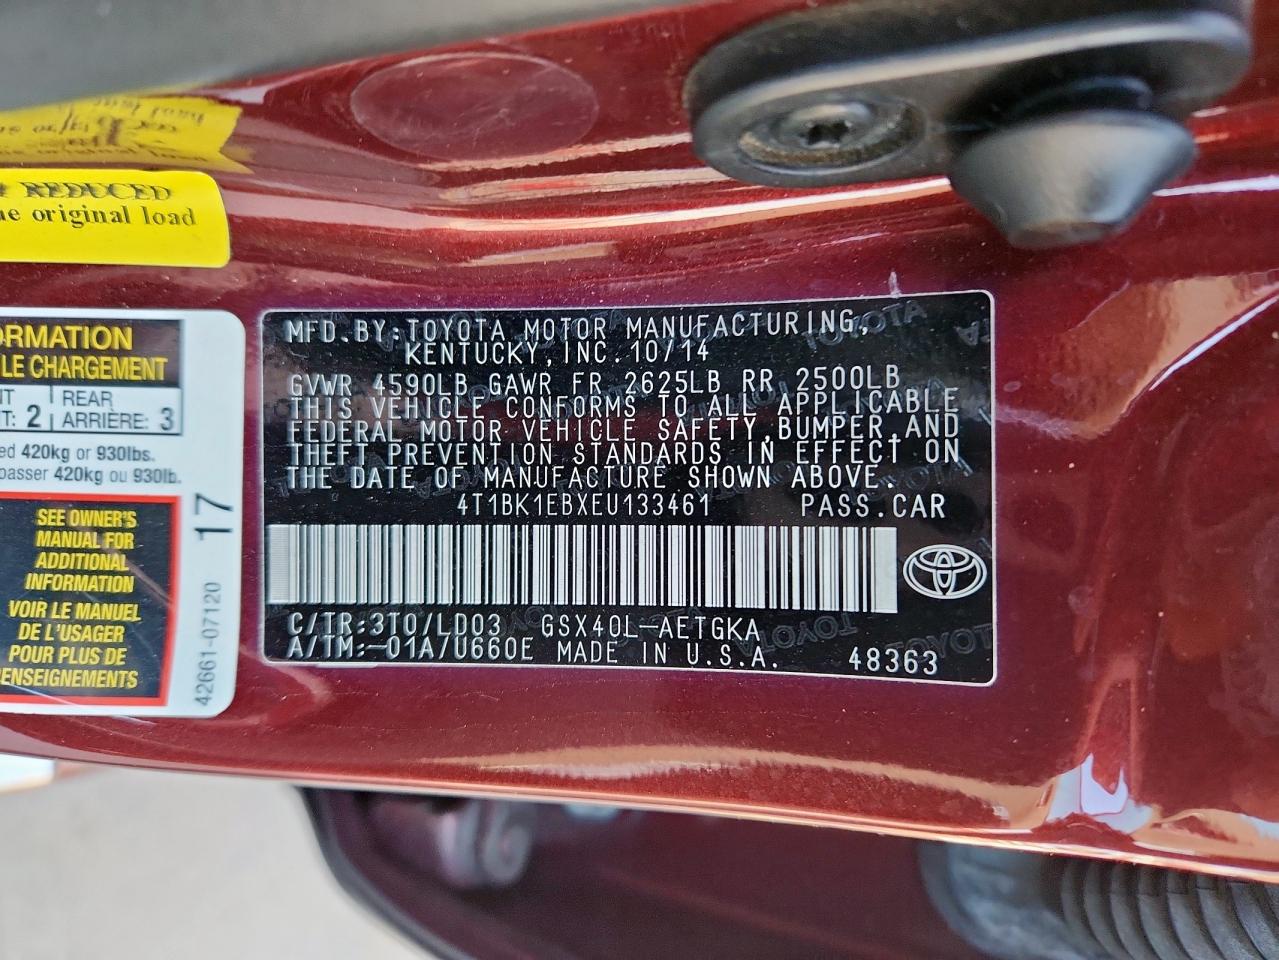 REDUCED
ue original load
ORMATION
LE CHARGEMENT
NT
REAR
T: 2
ARRIÈRE: 3
ed 420kg or 930lbs.
passer 420kg ou 930lb.
SEE OWNER'S
MANUAL FOR
ADDITIONAL
INFORMATION
VOIR LE MANUEL
DE L'USAGER
POUR PLUS DE
ENSEIGNEMENTS
17
42661-07120
MFD.BY:TOYOTA MOTOR MANUFACTURING,
KENTUCKY,INC.10/14
GVWR 4590LB GAWR FR 2625LB RR 2500LB
THIS VEHICLE CONFORMS TO ALL APPLICABLE
FEDERAL MOTOR VEHICLE SAFETY,BUMPER,AND
THEFT PREVENTION STANDARDS IN EFFECT ON
THE DATE OF MANUFACTURE SHOWN ABOVE.
4T1BK1EBXEU133461 PASS.CAR
C/TR:3T0/LD03 GSX40L-AETGKA
A/TM:-01A/U660E MADE IN U.S.A. 48363